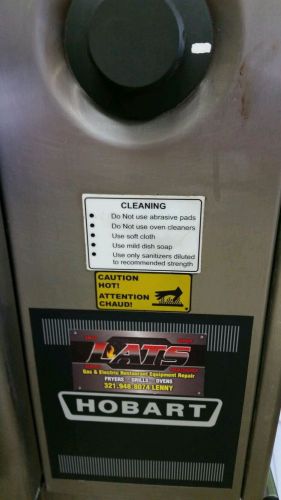 CLEANING
• Do Not use abrasive pads
• Do Not use oven cleaners
• Use soft cloth
• Use mild dish soap
• Use only sanitizers diluted
to recommended strength
CAUTION
HOT!
ATTENTION
CHAUD!
DATS
Gas & Electric Restaurant Equipment Repair
FRYERS GRILLS OVENS
321.948.8074 LENNY
HOBART